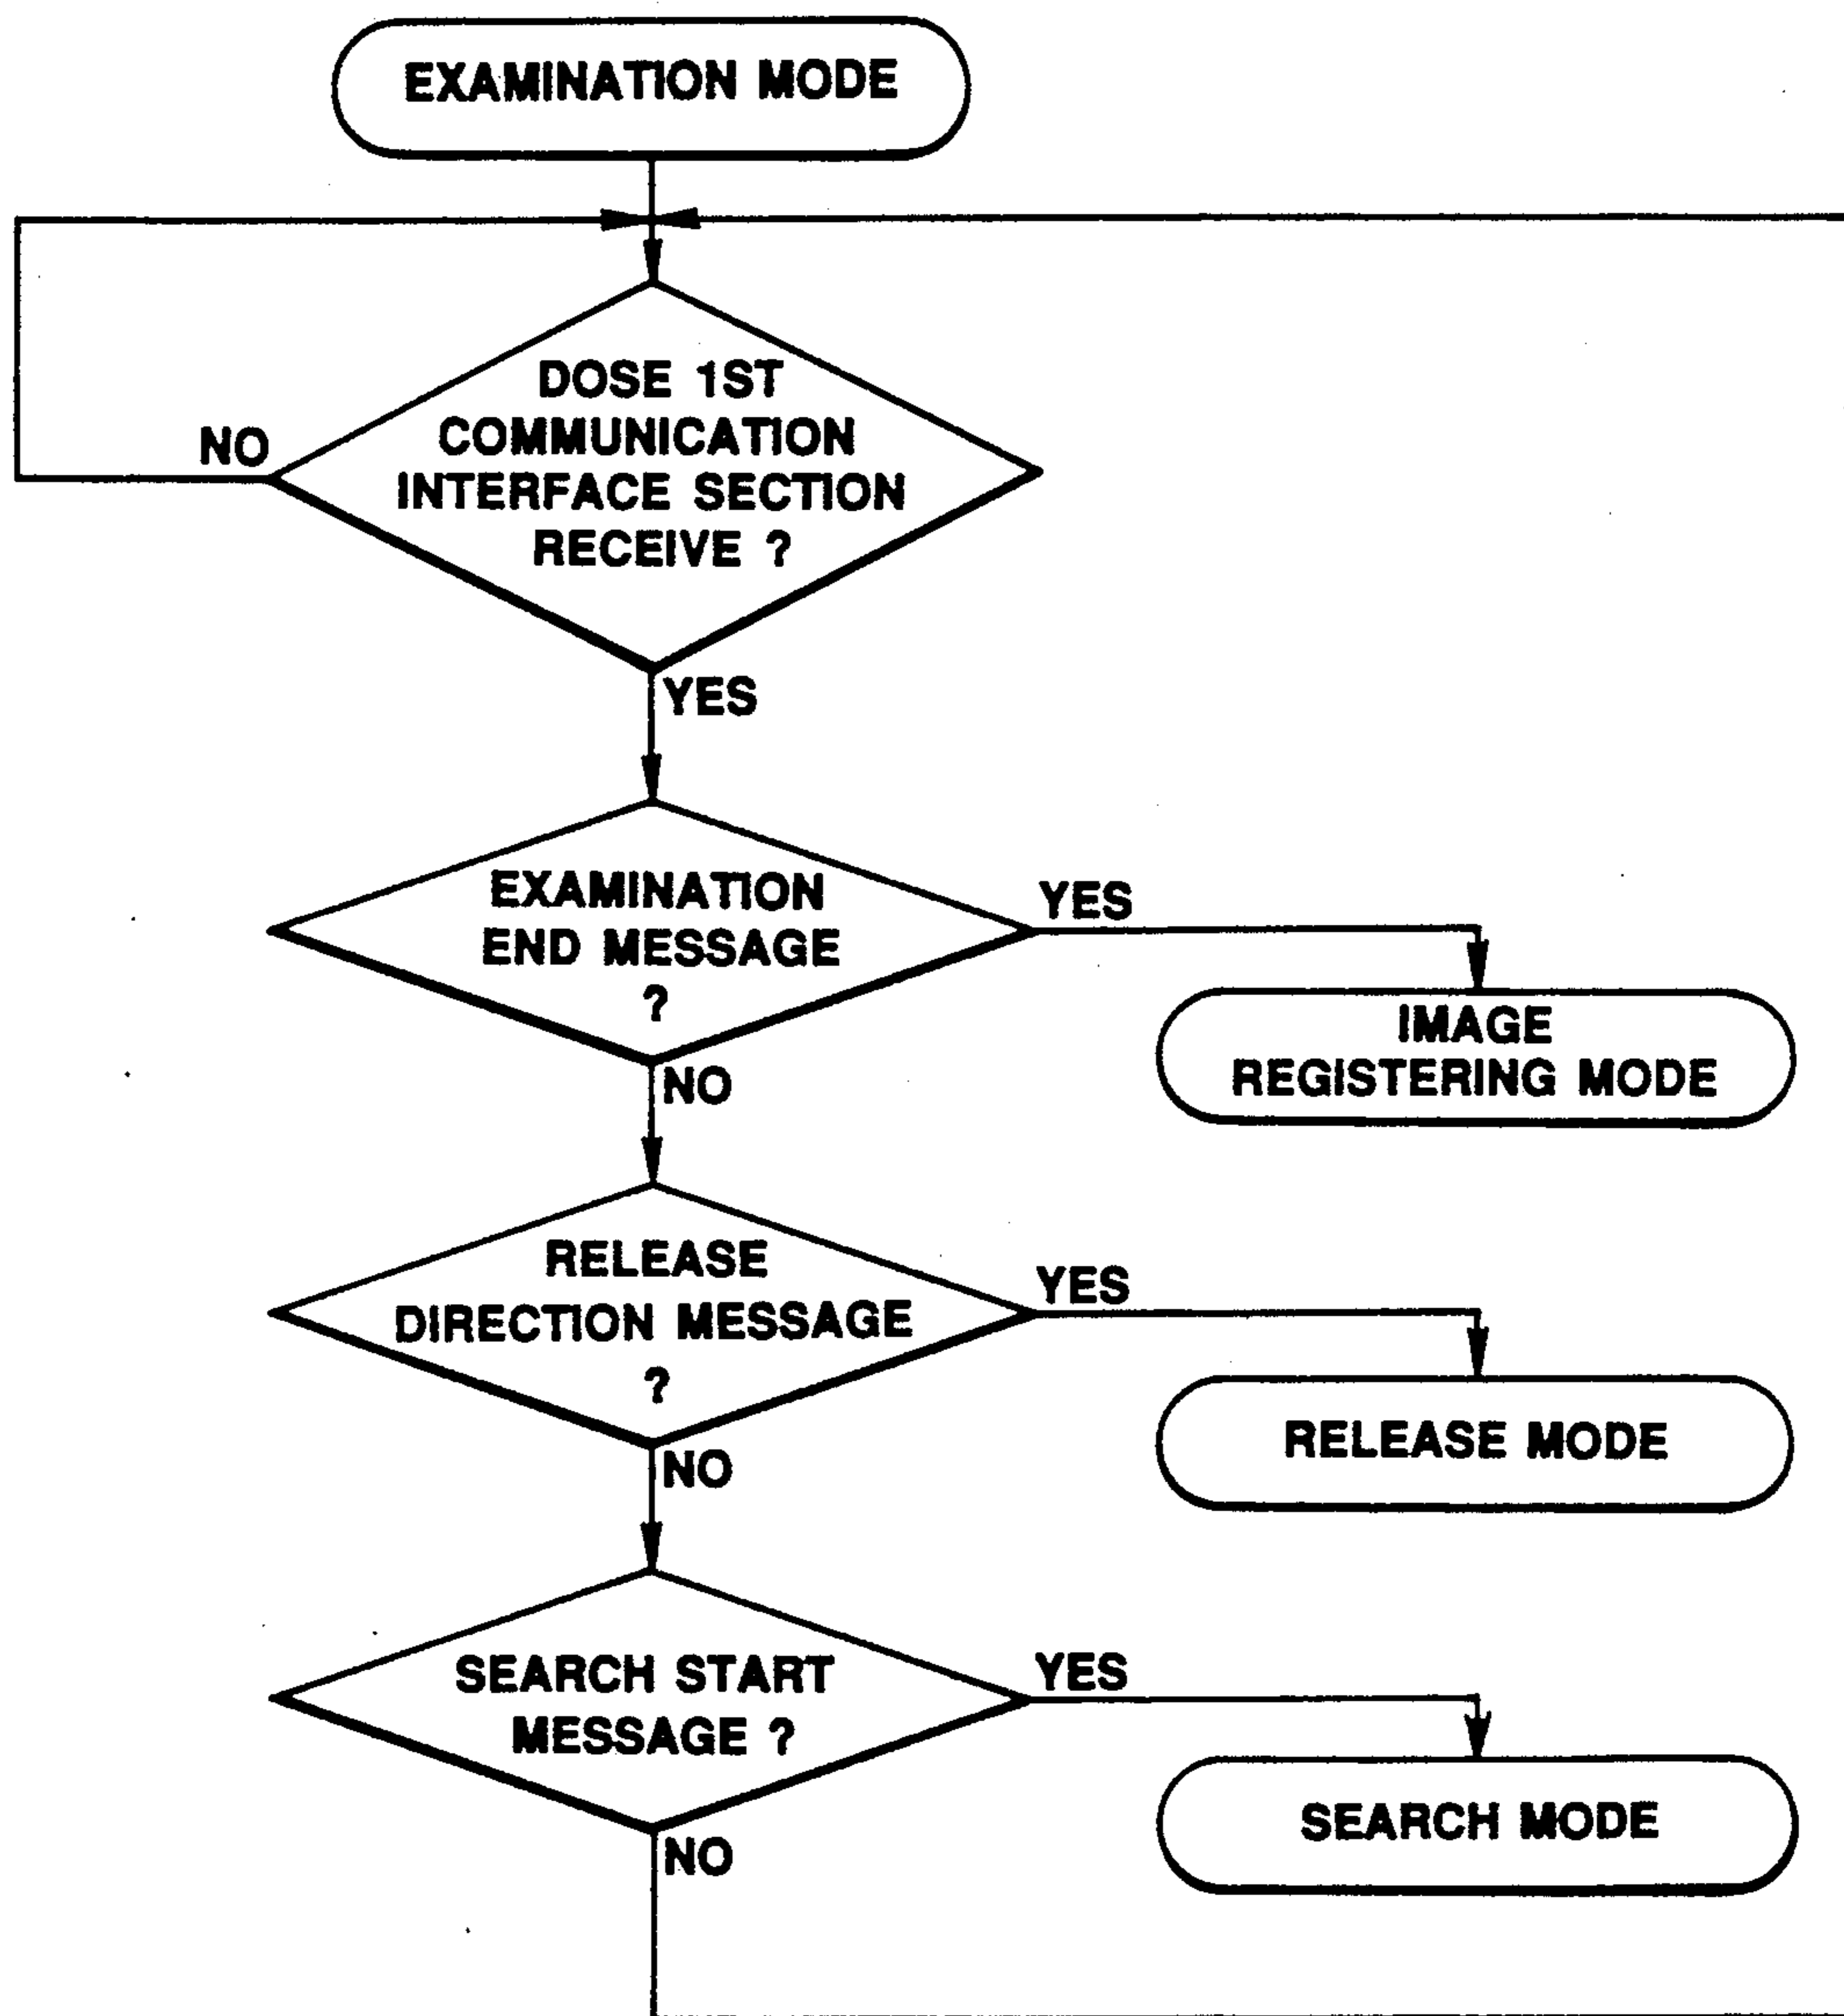 EXAMINATION MODE
DOSE 1ST
COMMUNICATION
INTERFACE SECTION
RECEIVE ?
NO
YES
EXAMINATION
END MESSAGE
?
YES
IMAGE
REGISTERING MODE
NO
RELEASE
DIRECTION MESSAGE
?
YES
RELEASE MODE
NO
SEARCH START
MESSAGE ?
YES
SEARCH MODE
NO